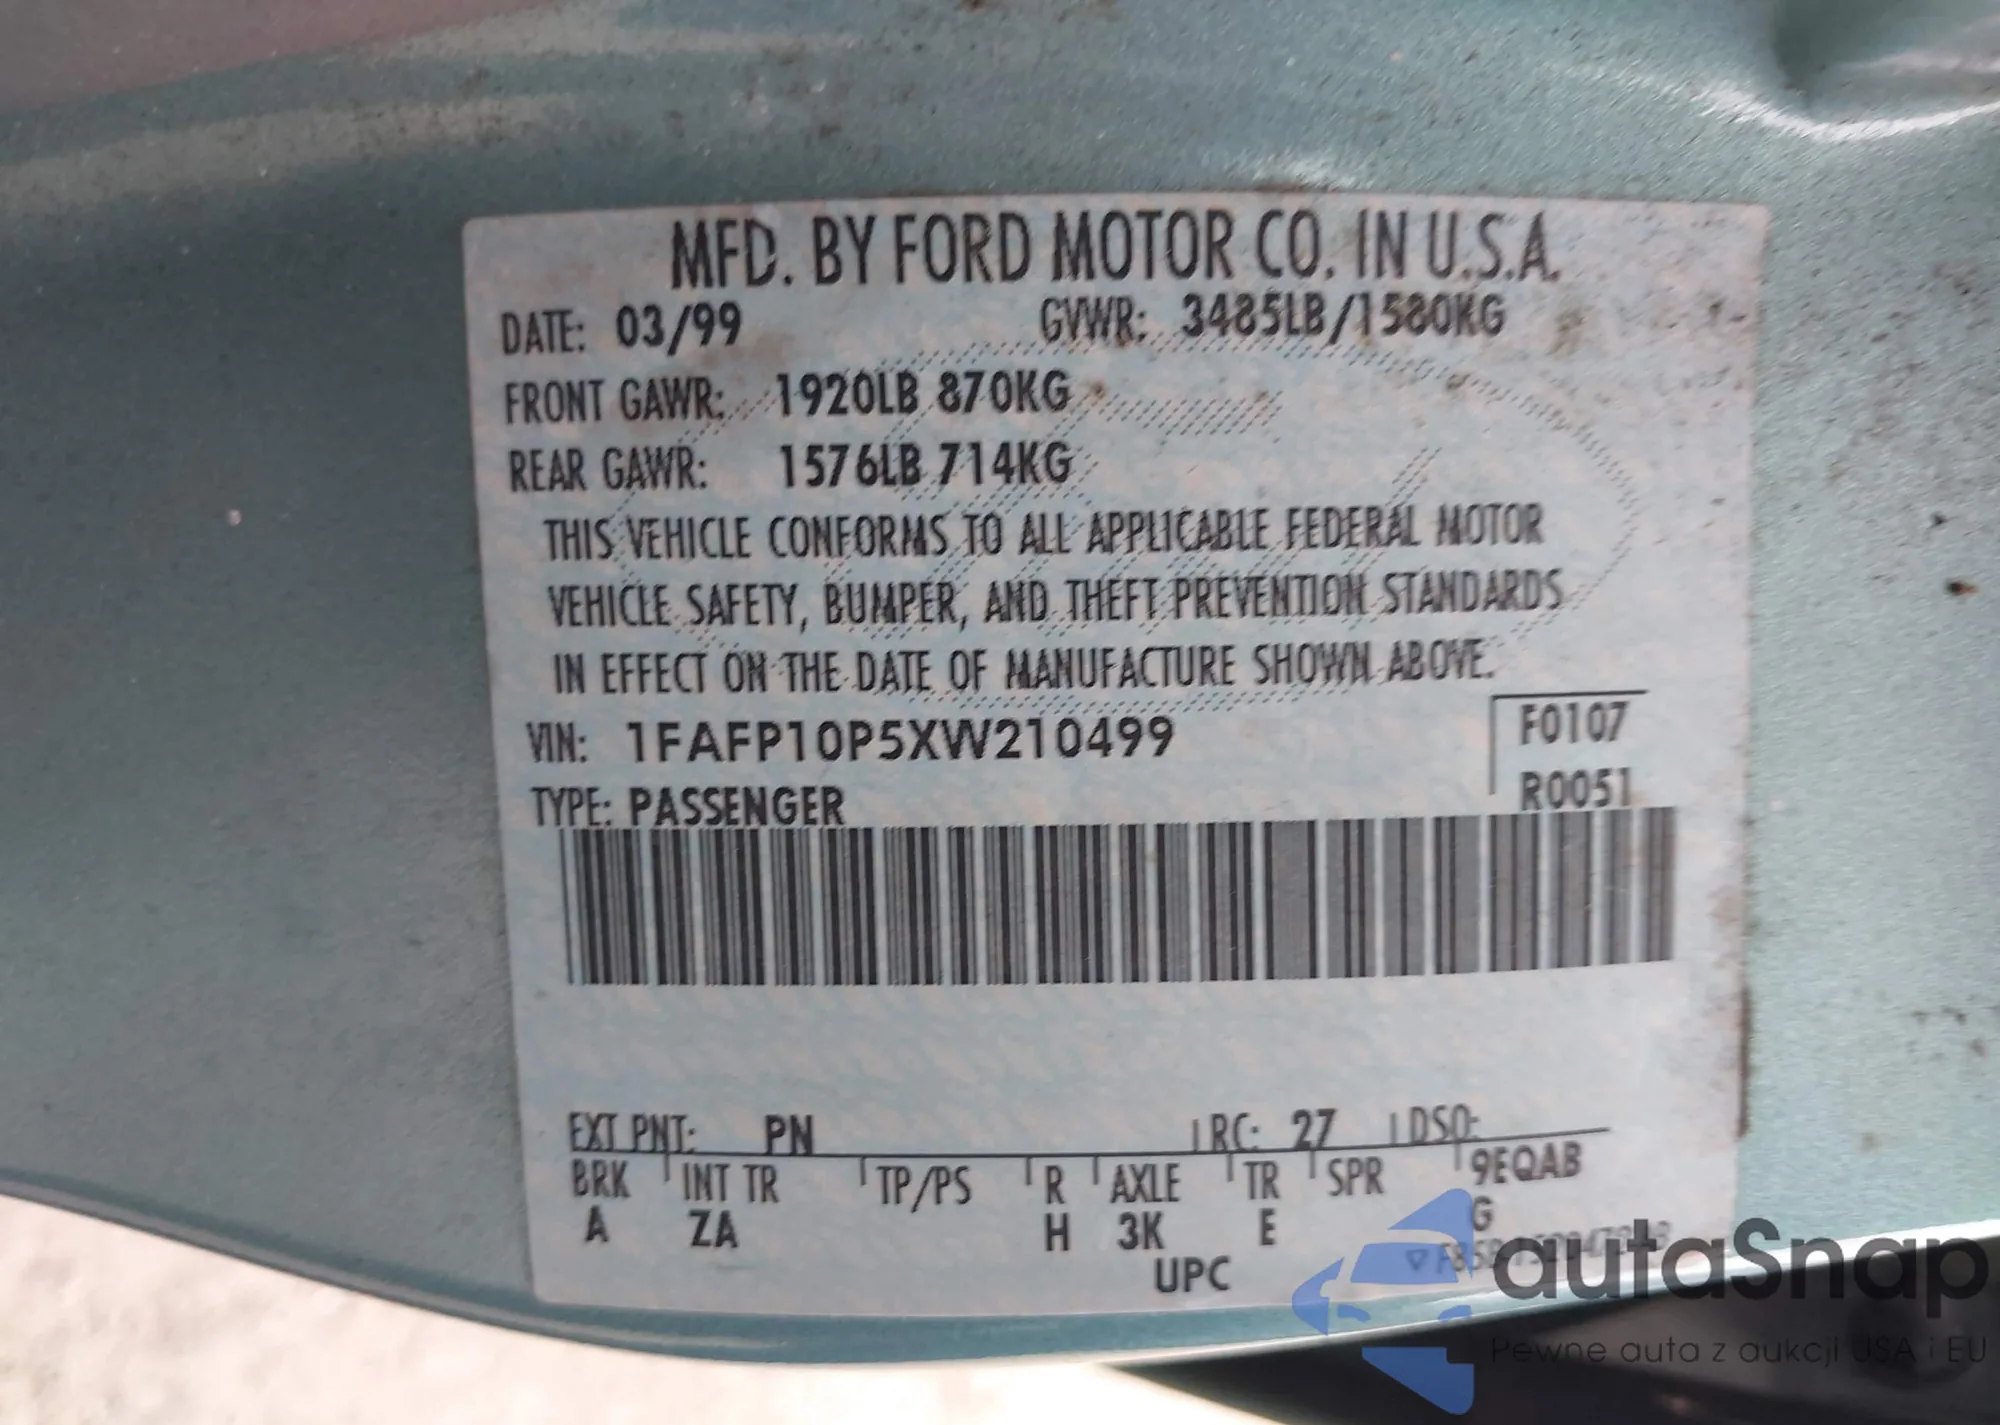 MFD. BY FORD MOTOR CO. IN U.S.A.
DATE: 03/99 GVWR: 3485LB/1580KG
FRONT GAWR: 1920LB 870KG
REAR GAWR: 1576LB 714KG
THIS VEHICLE CONFORMS TO ALL APPLICABLE FEDERAL MOTOR
VEHICLE SAFETY, BUMPER, AND THEFT PREVENTION STANDARDS
IN EFFECT ON THE DATE OF MANUFACTURE SHOWN ABOVE.
VIN: 1FAFP10P5XW210499 F0107
TYPE: PASSENGER R0051
EXT PNT: PN RC: 27 DSO:
BRK INT TR TP/PS R AXLE TR SPR 9EQAB
A ZA H 3K E G
UPC
autaSnap
Pewne auta z aukcji USA i EU